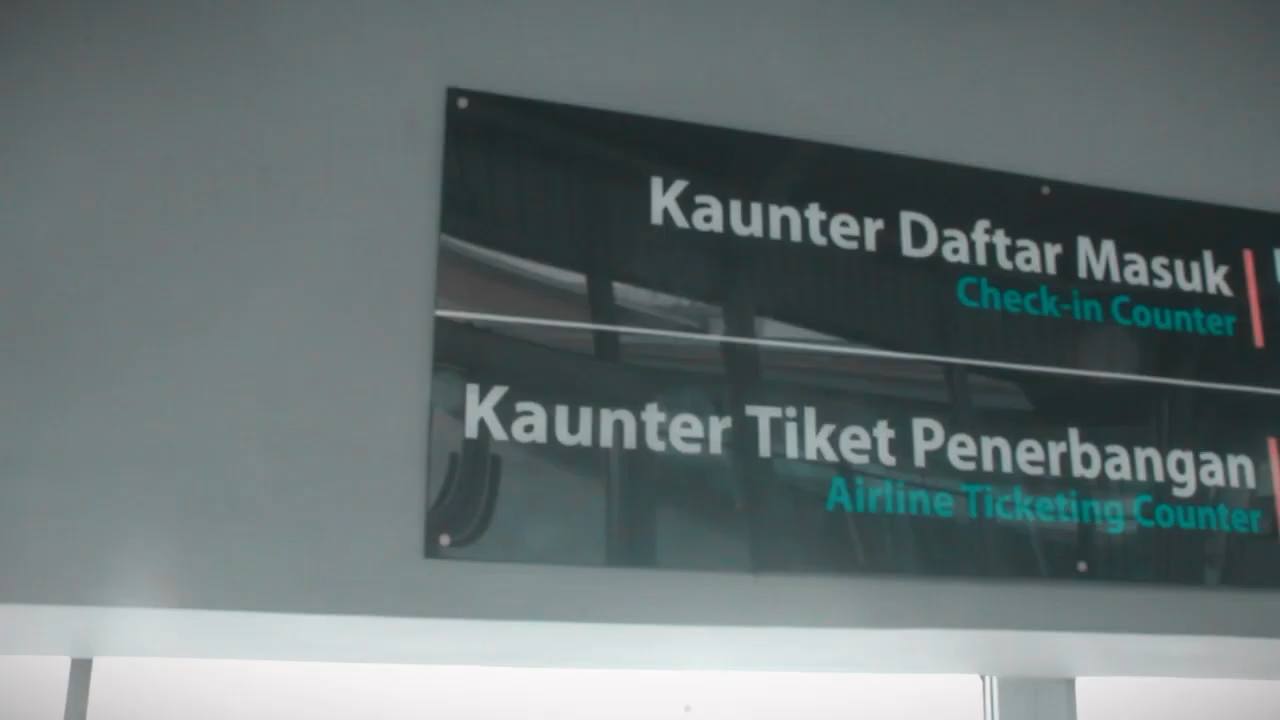 Kaunter Daftar Masuk
Check-in Counter
Kaunter Tiket Penerbangan
Airline Ticketing Counter